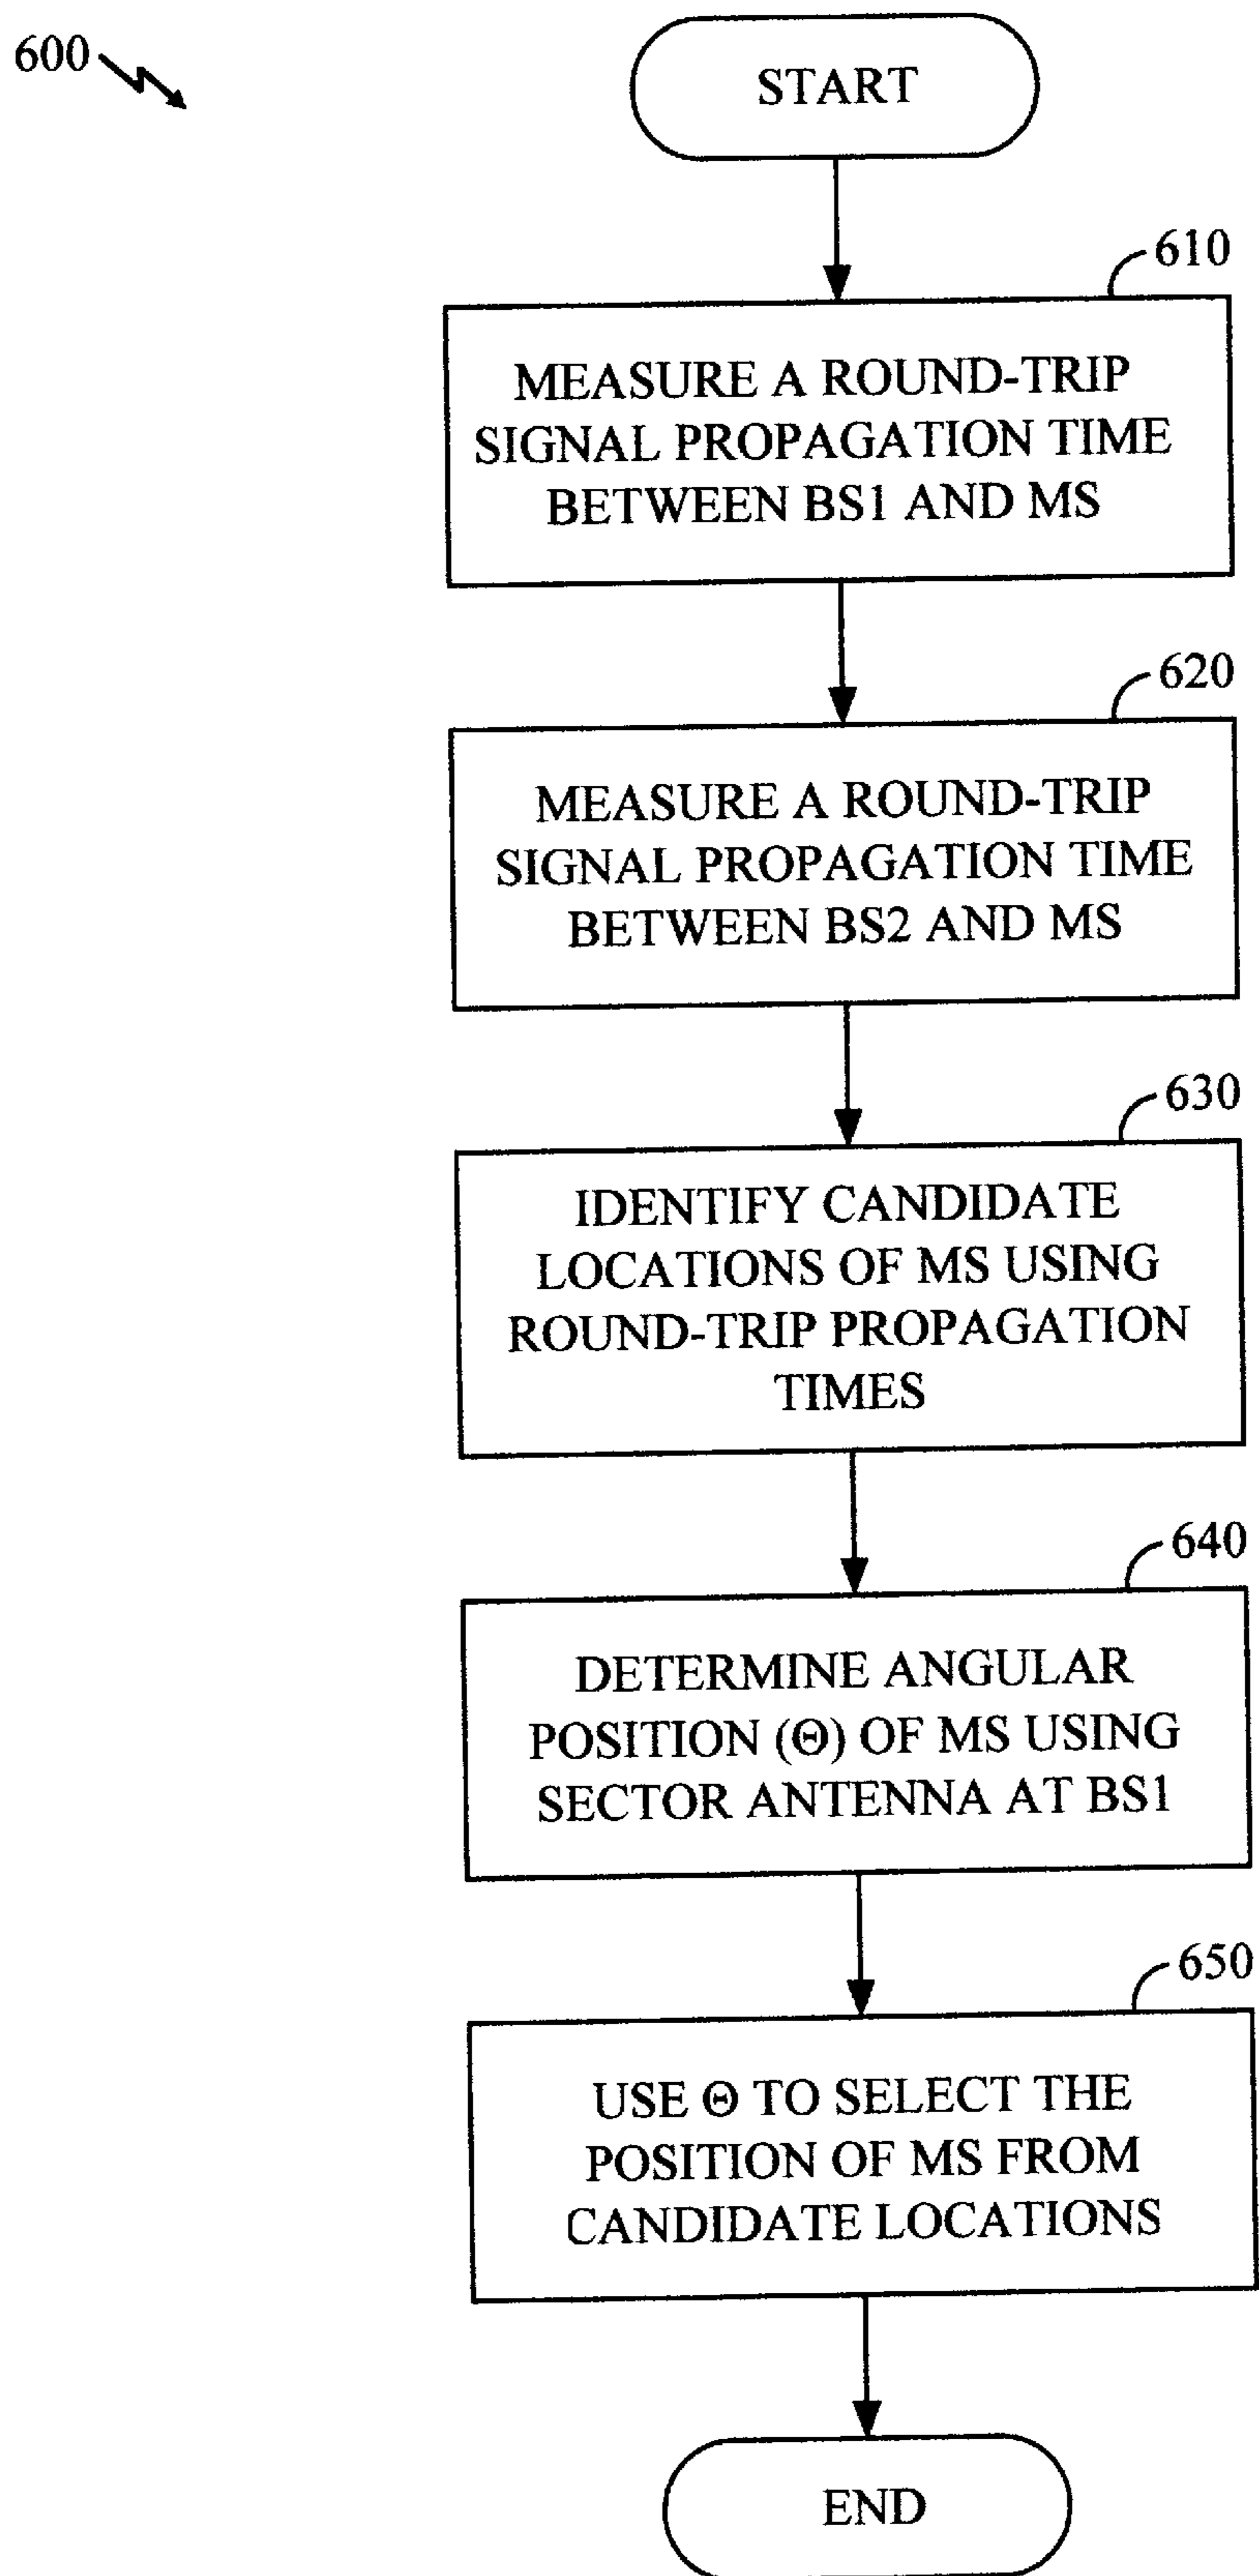 600
START
610
MEASURE A ROUND-TRIP
SIGNAL PROPAGATION TIME
BETWEEN BS1 AND MS
620
MEASURE A ROUND-TRIP
SIGNAL PROPAGATION TIME
BETWEEN BS2 AND MS
630
IDENTIFY CANDIDATE
LOCATIONS OF MS USING
ROUND-TRIP PROPAGATION
TIMES
640
DETERMINE ANGULAR
POSITION (Θ) OF MS USING
SECTOR ANTENNA AT BS1
650
USE Θ TO SELECT THE
POSITION OF MS FROM
CANDIDATE LOCATIONS
END